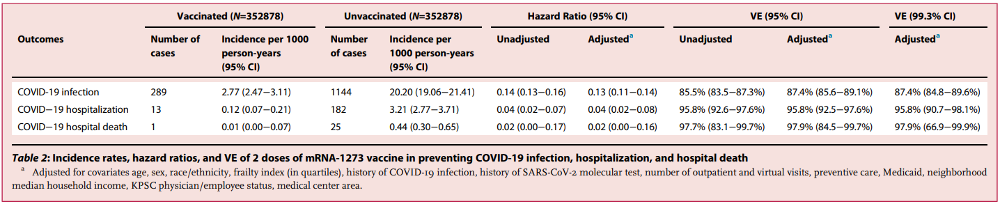 Vaccinated (N=352878) Unvaccinated (N=352878) Hazard Ratio (95% CI) VE (95% CI) VE (99.3% CI)
Outcomes Number of cases Incidence per 1000 person-years (95% CI) Number of cases Incidence per 1000 person-years (95% CI) Unadjusted Adjusteda Unadjusted Adjusteda Adjusteda
COVID-19 infection 289 2.77 (2.47−3.11) 1144 20.20 (19.06−21.41) 0.14 (0.13−0.16) 0.13 (0.11−0.14) 85.5% (83.5−87.3%) 87.4% (85.6−89.1%) 87.4% (84.8−89.6%)
COVID−19 hospitalization 13 0.12 (0.07−0.21) 182 3.21 (2.77−3.71) 0.04 (0.02−0.07) 0.04 (0.02−0.08) 95.8% (92.6−97.6%) 95.8% (92.5−97.6%) 95.8% (90.7−98.1%)
COVID−19 hospital death 1 0.01 (0.00−0.07) 25 0.44 (0.30−0.65) 0.02 (0.00−0.17) 0.02 (0.00−0.16) 97.7% (83.1−99.7%) 97.9% (84.5−99.7%) 97.9% (66.9−99.9%)
Table 2: Incidence rates, hazard ratios, and VE of 2 doses of mRNA-1273 vaccine in preventing COVID-19 infection, hospitalization, and hospital death
a Adjusted for covariates age, sex, race/ethnicity, frailty index (in quartiles), history of COVID-19 infection, history of SARS-CoV-2 molecular test, number of outpatient and virtual visits, preventive care, Medicaid, neighborhood
median household income, KPSC physician/employee status, medical center area.